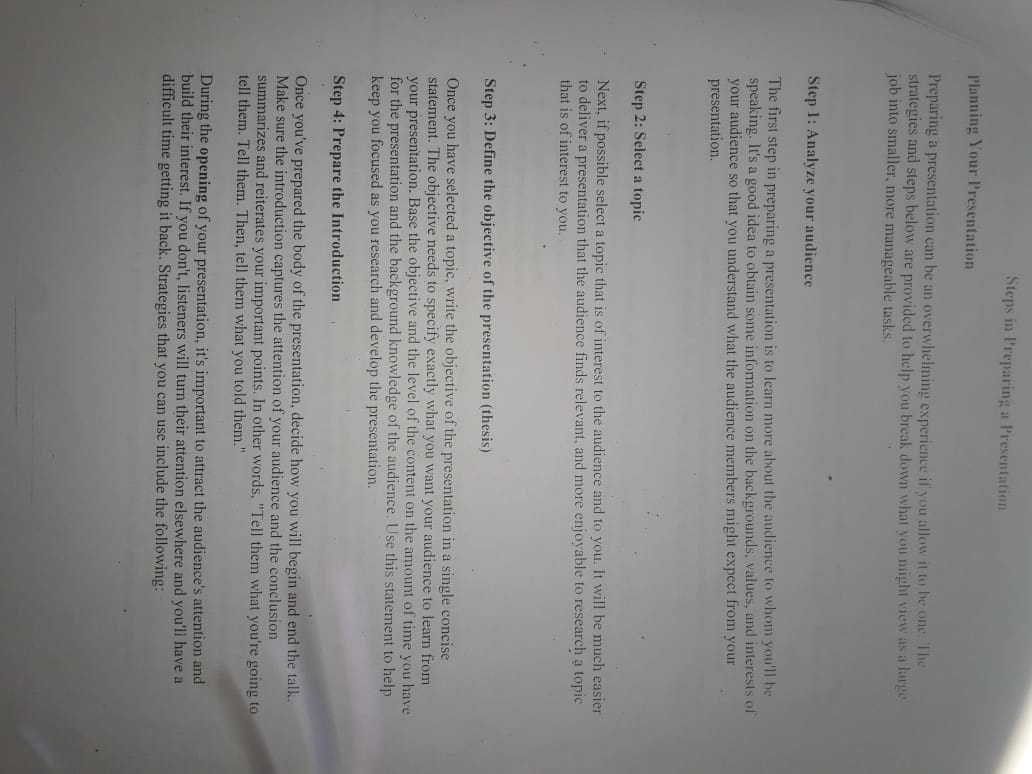 Steps in Preparing a Presentation
Planning Your Presentation
Preparing a presentation can be an overwhelming experience if you allow it to be one. The
strategies and steps below are provided to help you break down what you might view as a large
job into smaller, more manageable tasks.
Step 1: Analyze your audience
The first step in preparing a presentation is to learn more about the audience to whom you'll be
speaking. It's a good idea to obtain some information on the backgrounds, values, and interests of
your audience so that you understand what the audience members might expect from your
presentation.
Step 2: Select a topic
Next, if possible select a topic that is of interest to the audience and to you. It will be much easier
to deliver a presentation that the audience finds relevant, and more enjoyable to research a topic
that is of interest to you.
Step 3: Define the objective of the presentation (thesis)
Once you have selected a topic, write the objective of the presentation in a single concise
statement. The objective needs to specify exactly what you want your audience to learn from
your presentation. Base the objective and the level of the content on the amount of time you have
for the presentation and the background knowledge of the audience. Use this statement to help
keep you focused as you research and develop the presentation.
Step 4: Prepare the Introduction
Once you've prepared the body of the presentation, decide how you will begin and end the talk.
Make sure the introduction captures the attention of your audience and the conclusion
summarizes and reiterates your important points. In other words, "Tell them what you're going to
tell them. Tell them. Then, tell them what you told them."
During the opening of your presentation, it's important to attract the audience's attention and
build their interest. If you don't, listeners will turn their attention elsewhere and you'll have a
difficult time getting it back. Strategies that you can use include the following: